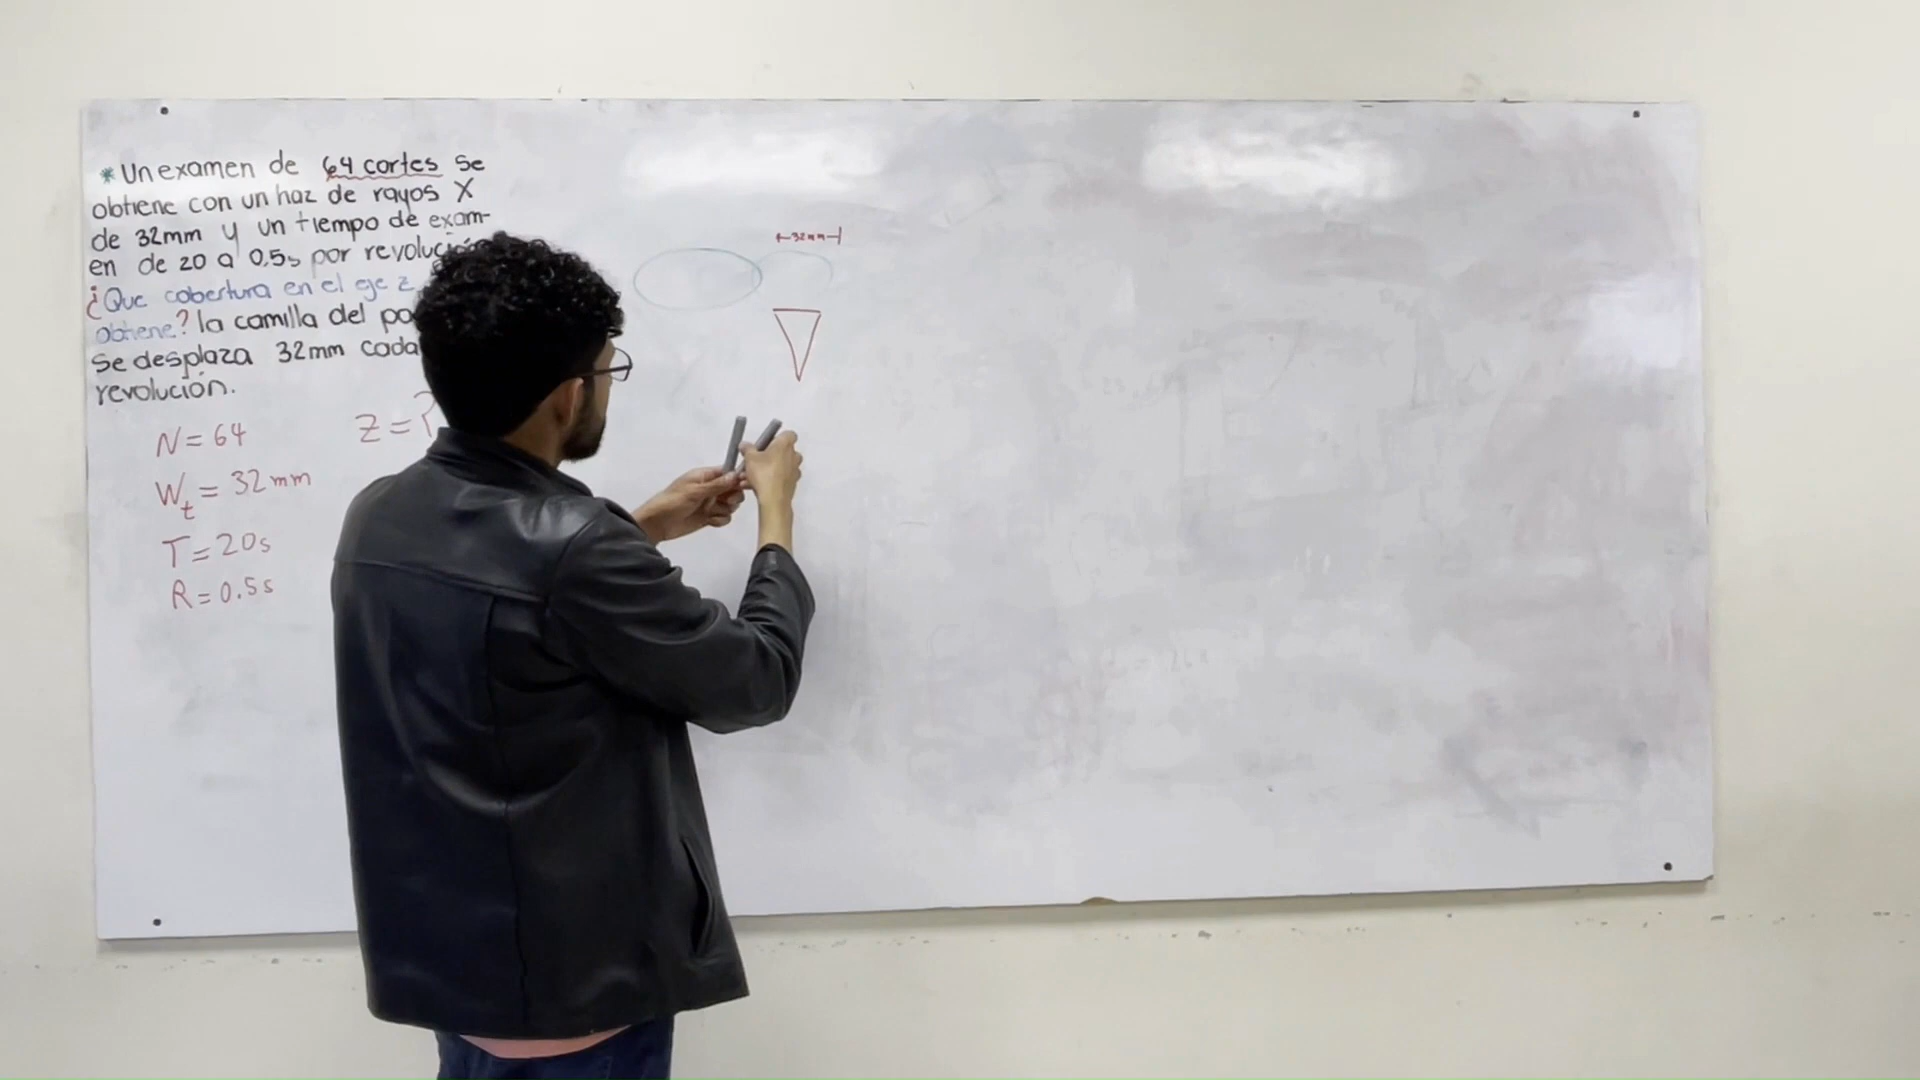 * Un examen de 64 cortes se
obtiene con un haz de rayos X
de 32mm y un tiempo de exam-
en de 20 a 0,5s por revolución
¿Que cobertura en el eje z
obtiene? la camilla del
se desplaza 32mm cada
revolución.
N = 64
Z = ?
Wt = 32mm
T = 20s
R = 0.5s
32mm